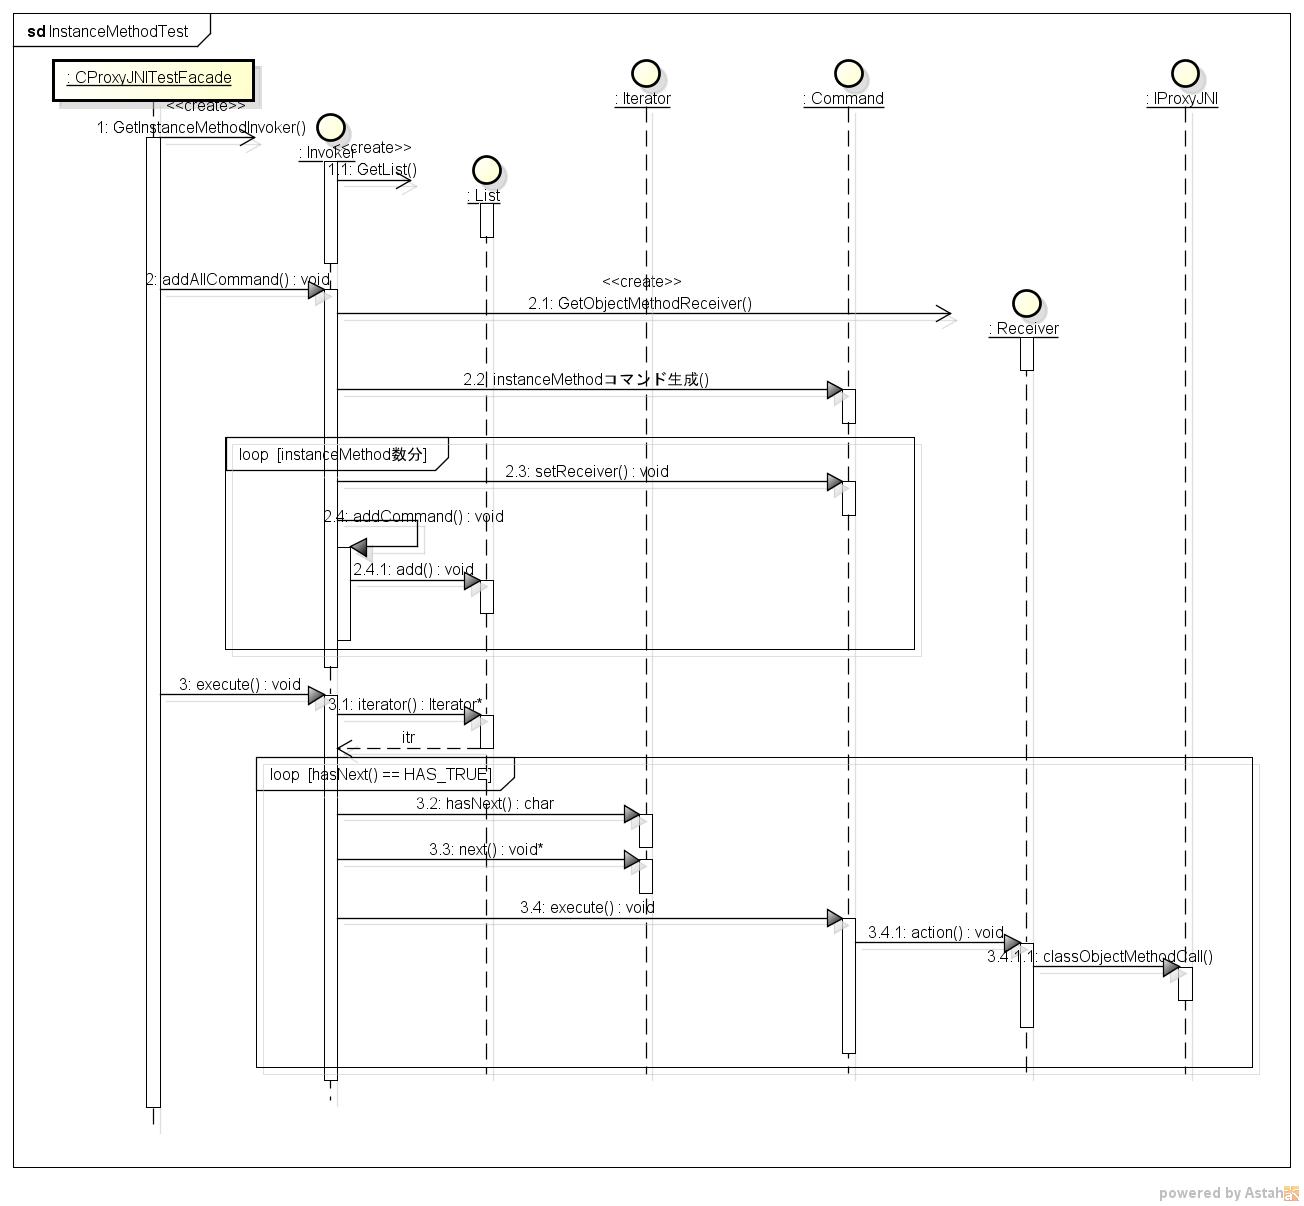 sd InstanceMethodTest
: CProxyJNITestFacade
: Iterator
: Command
: IProxyJNI
<<create>>
1: GetInstanceMethodInvoker()
: Invoker
<<create>>
1.1: GetList()
: List
2: addAllCommand() : void
<<create>>
2.1: GetObjectMethodReceiver()
: Receiver
2.2: instanceMethodコマンド生成()
loop [instanceMethod数分]
2.3: setReceiver() : void
2.4: addCommand() : void
2.4.1: add() : void
3: execute() : void
3.1: iterator() : Iterator*
itr
loop [hasNext() == HAS_TRUE]
3.2: hasNext() : char
3.3: next() : void*
3.4: execute() : void
3.4.1: action() : void
3.4.1.1: classObjectMethodCall()
powered by Astah